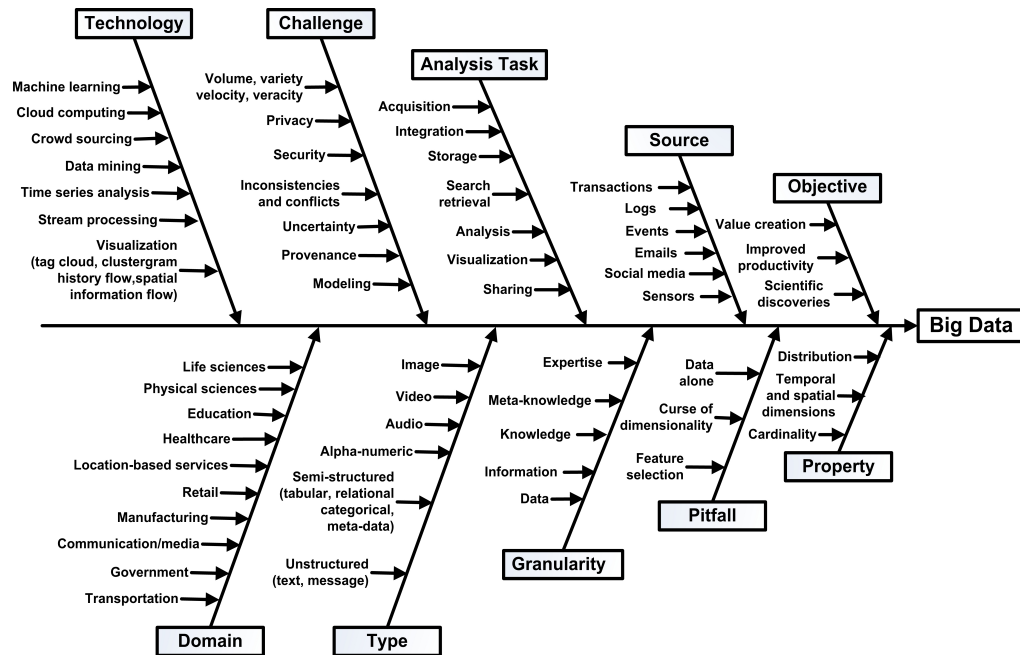 Technology
Machine learning
Cloud computing
Crowd sourcing
Data mining
Time series analysis
Stream processing
Visualization
(tag cloud, clustergram
history flow,spatial
information flow)
Challenge
Volume, variety
velocity, veracity
Privacy
Security
Inconsistencies
and conflicts
Uncertainty
Provenance
Modeling
Analysis Task
Acquisition
Integration
Storage
Search
retrieval
Analysis
Visualization
Sharing
Source
Transactions
Logs
Events
Emails
Social media
Sensors
Objective
Value creation
Improved
productivity
Scientific
discoveries
Big Data
Life sciences
Physical sciences
Education
Healthcare
Location-based services
Retail
Manufacturing
Communication/media
Government
Transportation
Domain
Image
Video
Audio
Alpha-numeric
Semi-structured
(tabular, relational
categorical,
meta-data)
Unstructured
(text, message)
Type
Expertise
Meta-knowledge
Knowledge
Information
Data
Granularity
Data
alone
Curse of
dimensionality
Feature
selection
Pitfall
Distribution
Temporal
and spatial
dimensions
Cardinality
Property